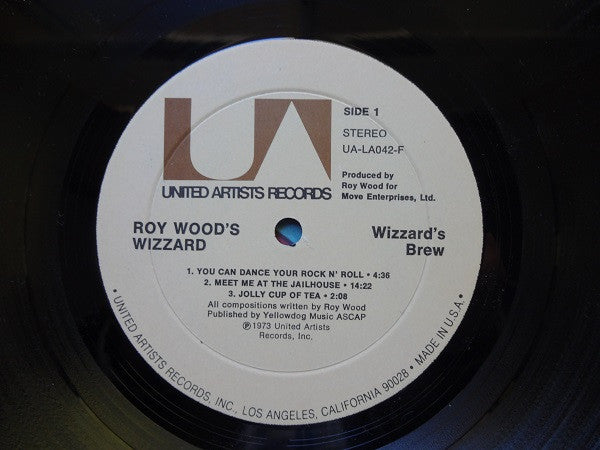 UA
UNITED ARTISTS RECORDS
SIDE 1
STEREO
UA-LA042-F
Produced by
Roy Wood for
Move Enterprises, Ltd.
ROY WOOD'S
WIZZARD
Wizzard's
Brew
1. YOU CAN DANCE YOUR ROCK N' ROLL • 4:36
2. MEET ME AT THE JAILHOUSE • 14:22
3. JOLLY CUP OF TEA • 2:08
All compositions written by Roy Wood
Published by Yellowdog Music ASCAP
℗ 1973 United Artists
Records, Inc.
• UNITED ARTISTS RECORDS, INC., LOS ANGELES, CALIFORNIA 90028 • MADE IN U.S.A. •